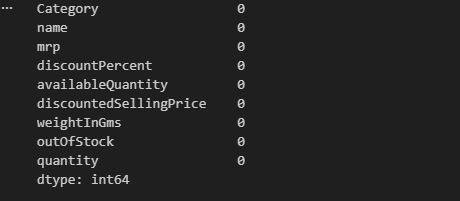 ... Category 0
name 0
mrp 0
discountPercent 0
availableQuantity 0
discountedSellingPrice 0
weightInGms 0
outOfStock 0
quantity 0
dtype: int64